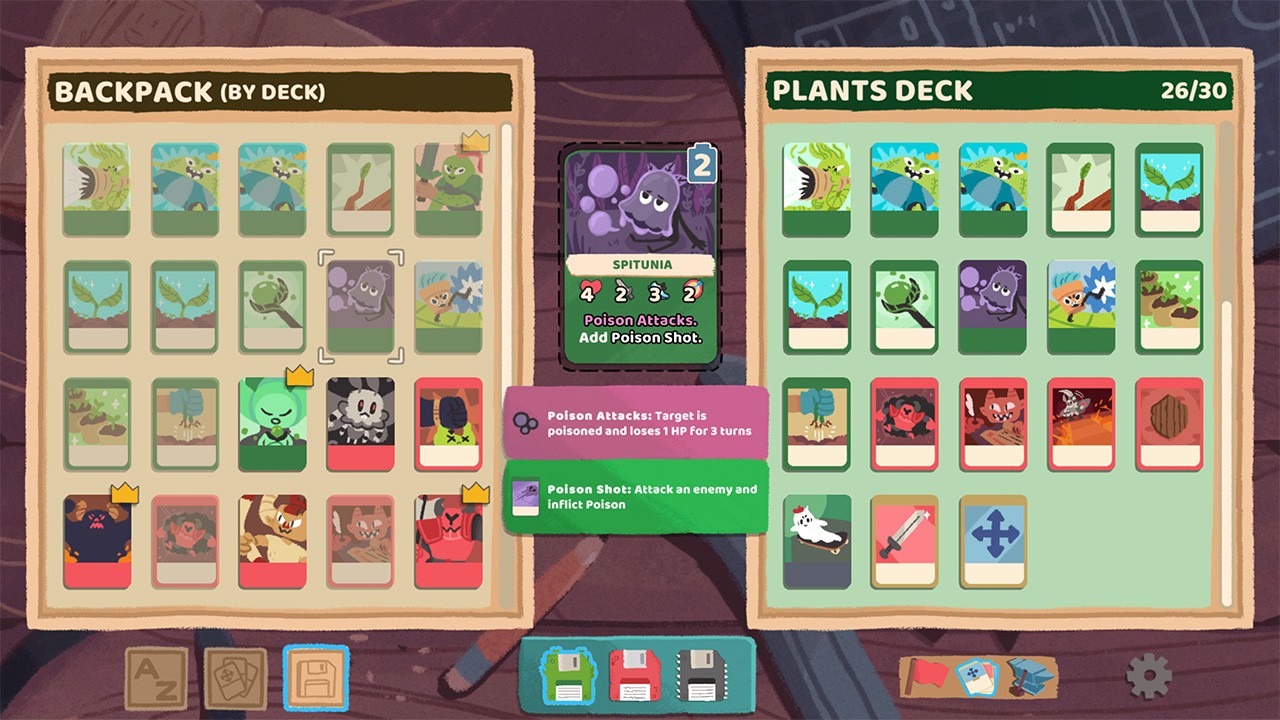 BACKPACK (BY DECK)
2
SPITUNIA
4 2 3 2
Poison Attacks.
Add Poison Shot.
Poison Attacks: Target is
poisoned and loses 1 HP for 3 turns
Poison Shot: Attack an enemy and
inflict Poison
PLANTS DECK 26/30
A
Z